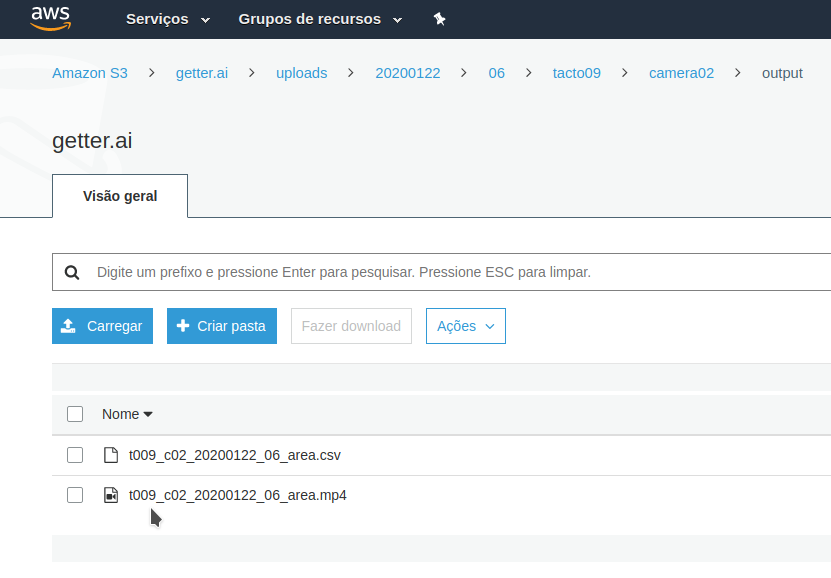 aws Serviços Grupos de recursos
Amazon S3 getter.ai uploads 20200122 06 tacto09 camera02 output
getter.ai
Visão geral
Digite um prefixo e pressione Enter para pesquisar. Pressione ESC para limpar.
Carregar Criar pasta Fazer download Ações
Nome
t009_c02_20200122_06_area.csv
t009_c02_20200122_06_area.mp4